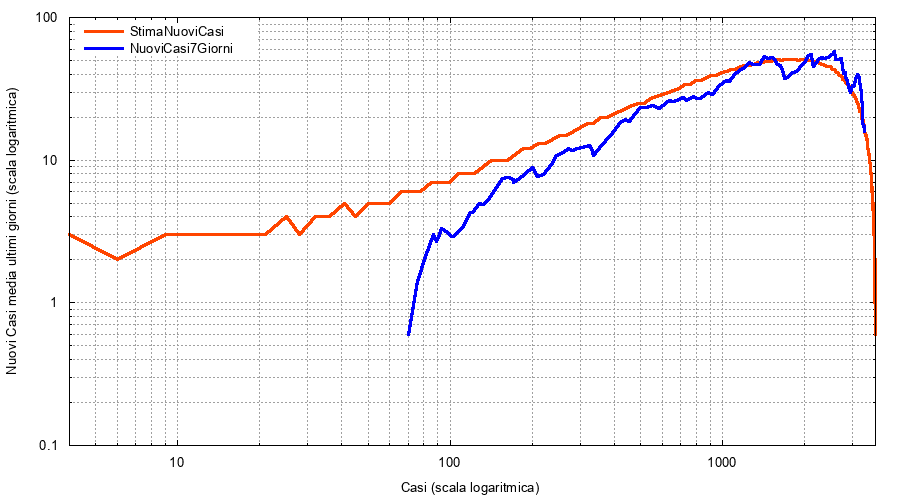 100
10
1
0.1
StimaNuoviCasi
NuoviCasi7Giorni
Nuovi Casi media ultimi giorni (scala logaritmica)
10
100
1000
Casi (scala logaritmica)